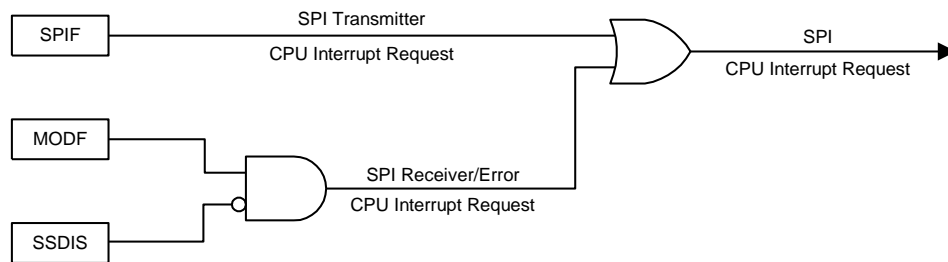 SPIF
SPI Transmitter
CPU Interrupt Request
SPI
CPU Interrupt Request
MODF
SPI Receiver/Error
CPU Interrupt Request
SSDIS